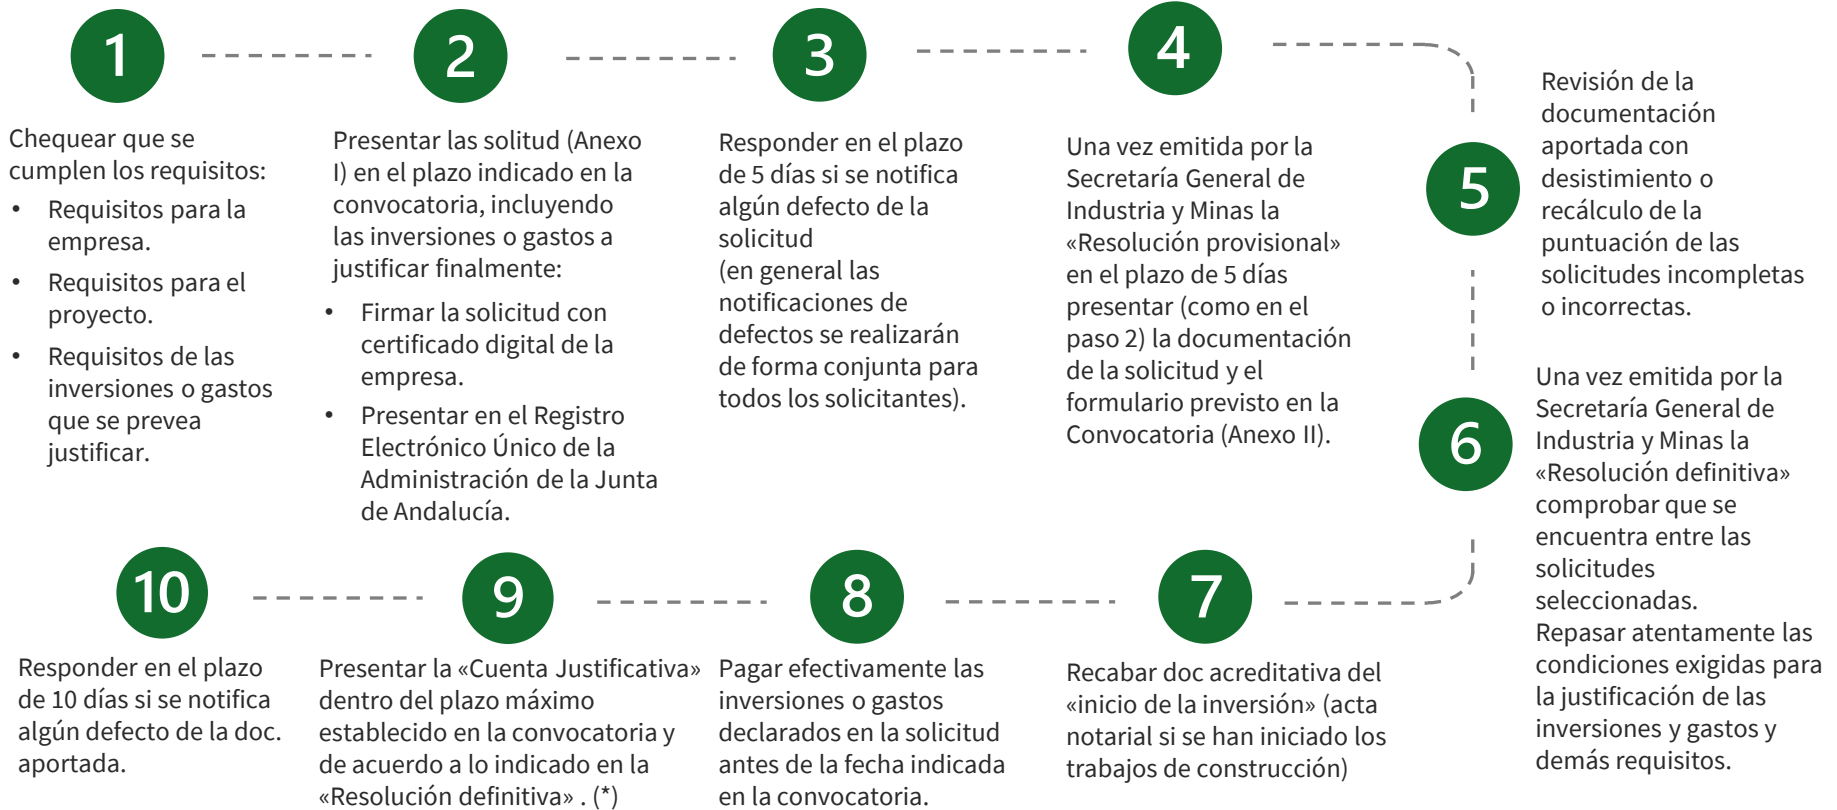 1
Chequear que se
cumplen los requisitos:
• Requisitos para la
empresa.
• Requisitos para el
proyecto.
• Requisitos de las
inversiones o gastos
que se prevea
justificar.
2
Presentar las solitud (Anexo
I) en el plazo indicado en la
convocatoria, incluyendo
las inversiones o gastos a
justificar finalmente:
• Firmar la solicitud con
certificado digital de la
empresa.
• Presentar en el Registro
Electrónico Único de la
Administración de la Junta
de Andalucía.
3
Responder en el plazo
de 5 días si se notifica
algún defecto de la
solicitud
(en general las
notificaciones de
defectos se realizarán
de forma conjunta para
todos los solicitantes).
4
Una vez emitida por la
Secretaría General de
Industria y Minas la
«Resolución provisional»
en el plazo de 5 días
presentar (como en el
paso 2) la documentación
de la solicitud y el
formulario previsto en la
Convocatoria (Anexo II).
5
Revisión de la
documentación
aportada con
desistimiento o
recálculo de la
puntuación de las
solicitudes incompletas
o incorrectas.
6
Una vez emitida por la
Secretaría General de
Industria y Minas la
«Resolución definitiva»
comprobar que se
encuentra entre las
solicitudes
seleccionadas.
Repasar atentamente las
condiciones exigidas para
la justificación de las
inversiones y gastos y
demás requisitos.
7
Recabar doc acreditativa del
«inicio de la inversión» (acta
notarial si se han iniciado los
trabajos de construcción)
8
Pagar efectivamente las
inversiones o gastos
declarados en la solicitud
antes de la fecha indicada
en la convocatoria.
9
Presentar la «Cuenta Justificativa»
dentro del plazo máximo
establecido en la convocatoria y
de acuerdo a lo indicado en la
«Resolución definitiva» . (*)
10
Responder en el plazo
de 10 días si se notifica
algún defecto de la doc.
aportada.